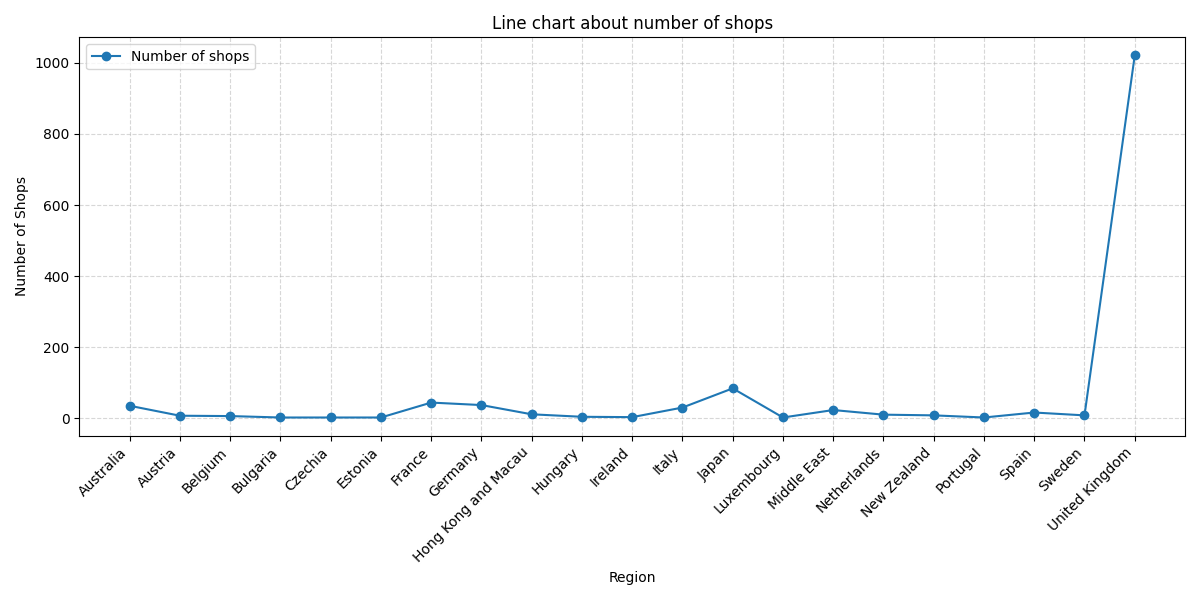 Line chart about number of shops
Number of shops
Number of Shops
1000
800
600
400
200
0
Australia
Austria
Belgium
Bulgaria
Czechia
Estonia
France
Germany
Hong Kong and Macau
Hungary
Ireland
Italy
Japan
Luxembourg
Middle East
Netherlands
New Zealand
Portugal
Spain
Sweden
United Kingdom
Region